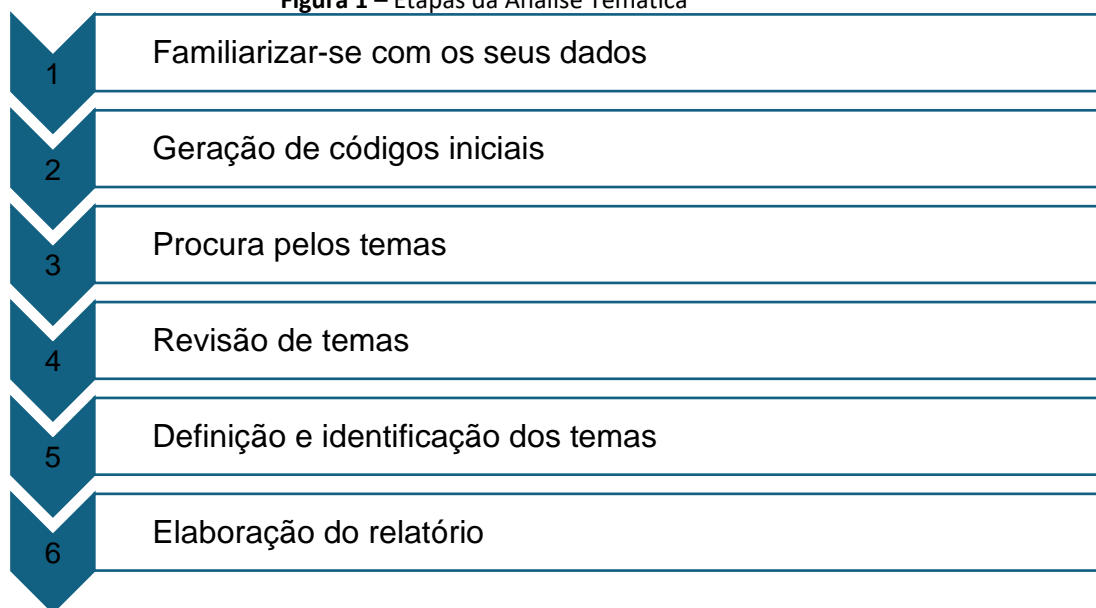 Figura 1 – Etapas da Análise Temática
1
Familiarizar-se com os seus dados
2
Geração de códigos iniciais
3
Procura pelos temas
4
Revisão de temas
5
Definição e identificação dos temas
6
Elaboração do relatório